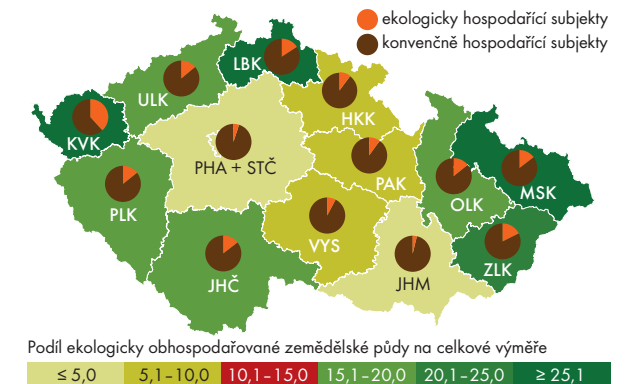 ekologicky hospodařící subjekty
konvenčně hospodařící subjekty
LBK
ULK
HKK
KVK
PHA + STČ
PAK
MSK
OLK
PLK
VYS
ZLK
JHČ
JHM
Podíl ekologicky obhospodařované zemědělské půdy na celkové výměře
≤ 5,0 5,1–10,0 10,1–15,0 15,1–20,0 20,1–25,0 ≥ 25,1